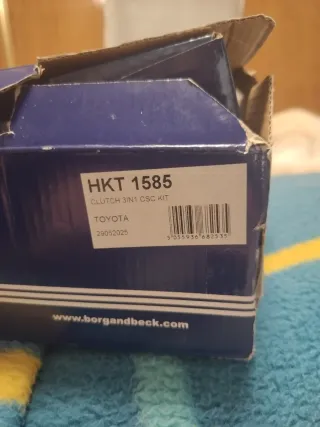 HKT 1585
CLUTCH 3IN1 CSC KIT
TOYOTA
29052025
www.borgandbeck.com